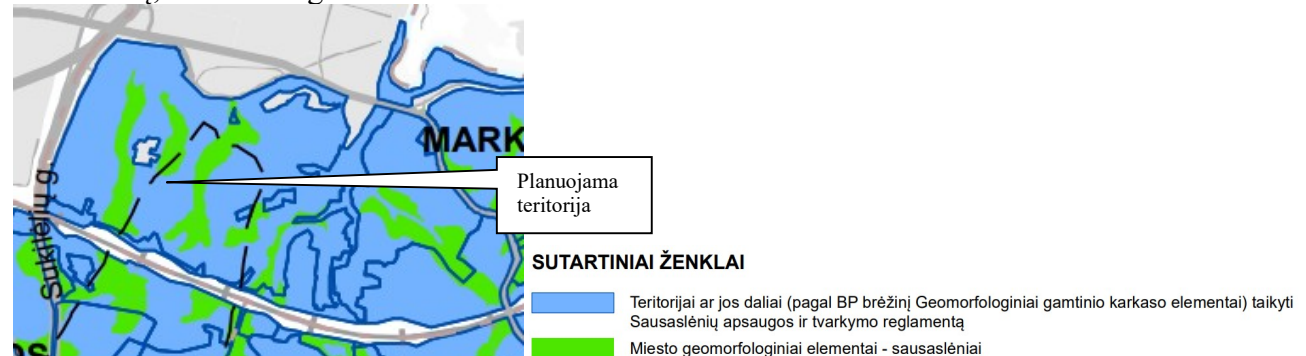 MARK
Planuojama
teritorija
Sukilėlių g.
SUTARTINIAI ŽENKLAI
Teritorijai ar jos daliai (pagal BP brėžinį Geomorfologiniai gamtinio karkaso elementai) taikyti
Sausaslėnių apsaugos ir tvarkymo reglamentą
Miesto geomorfologiniai elementai - sausaslėniai
OS